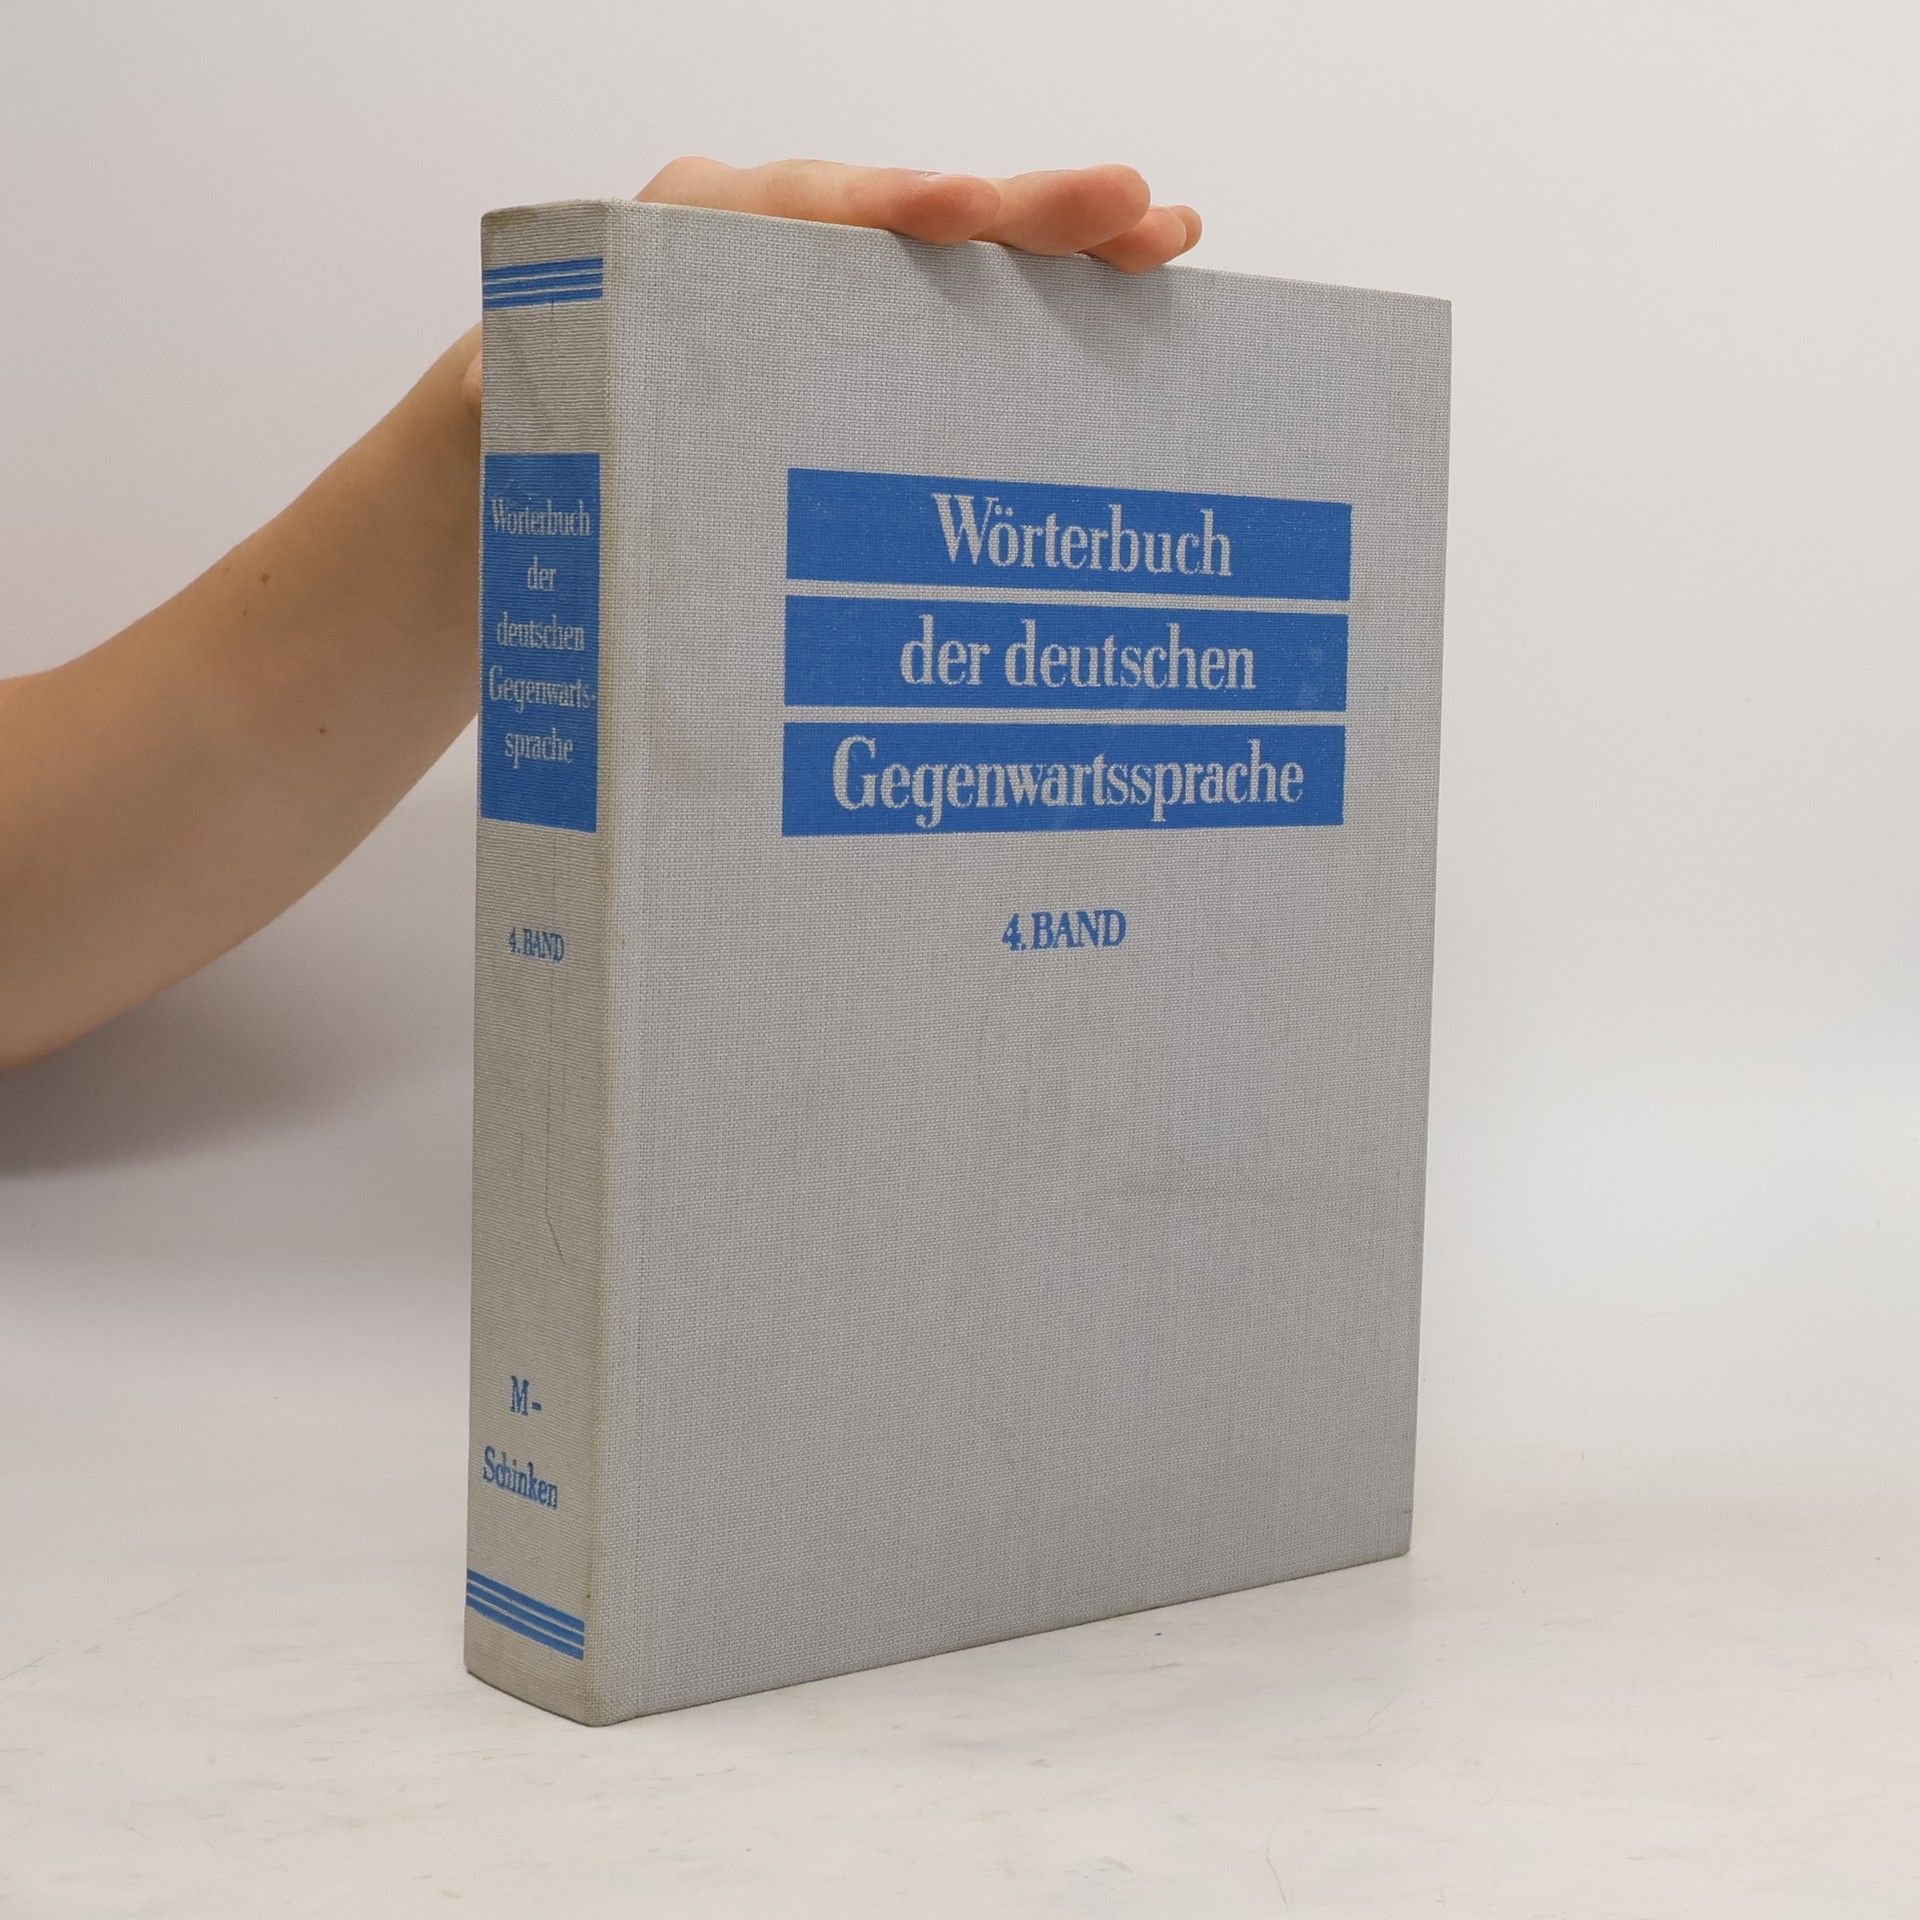 Wörterbuch
der
deutschen
Gegenwarts-
sprache
4. BAND
M-
Schinken
Wörterbuch
der deutschen
Gegenwartssprache
4. BAND